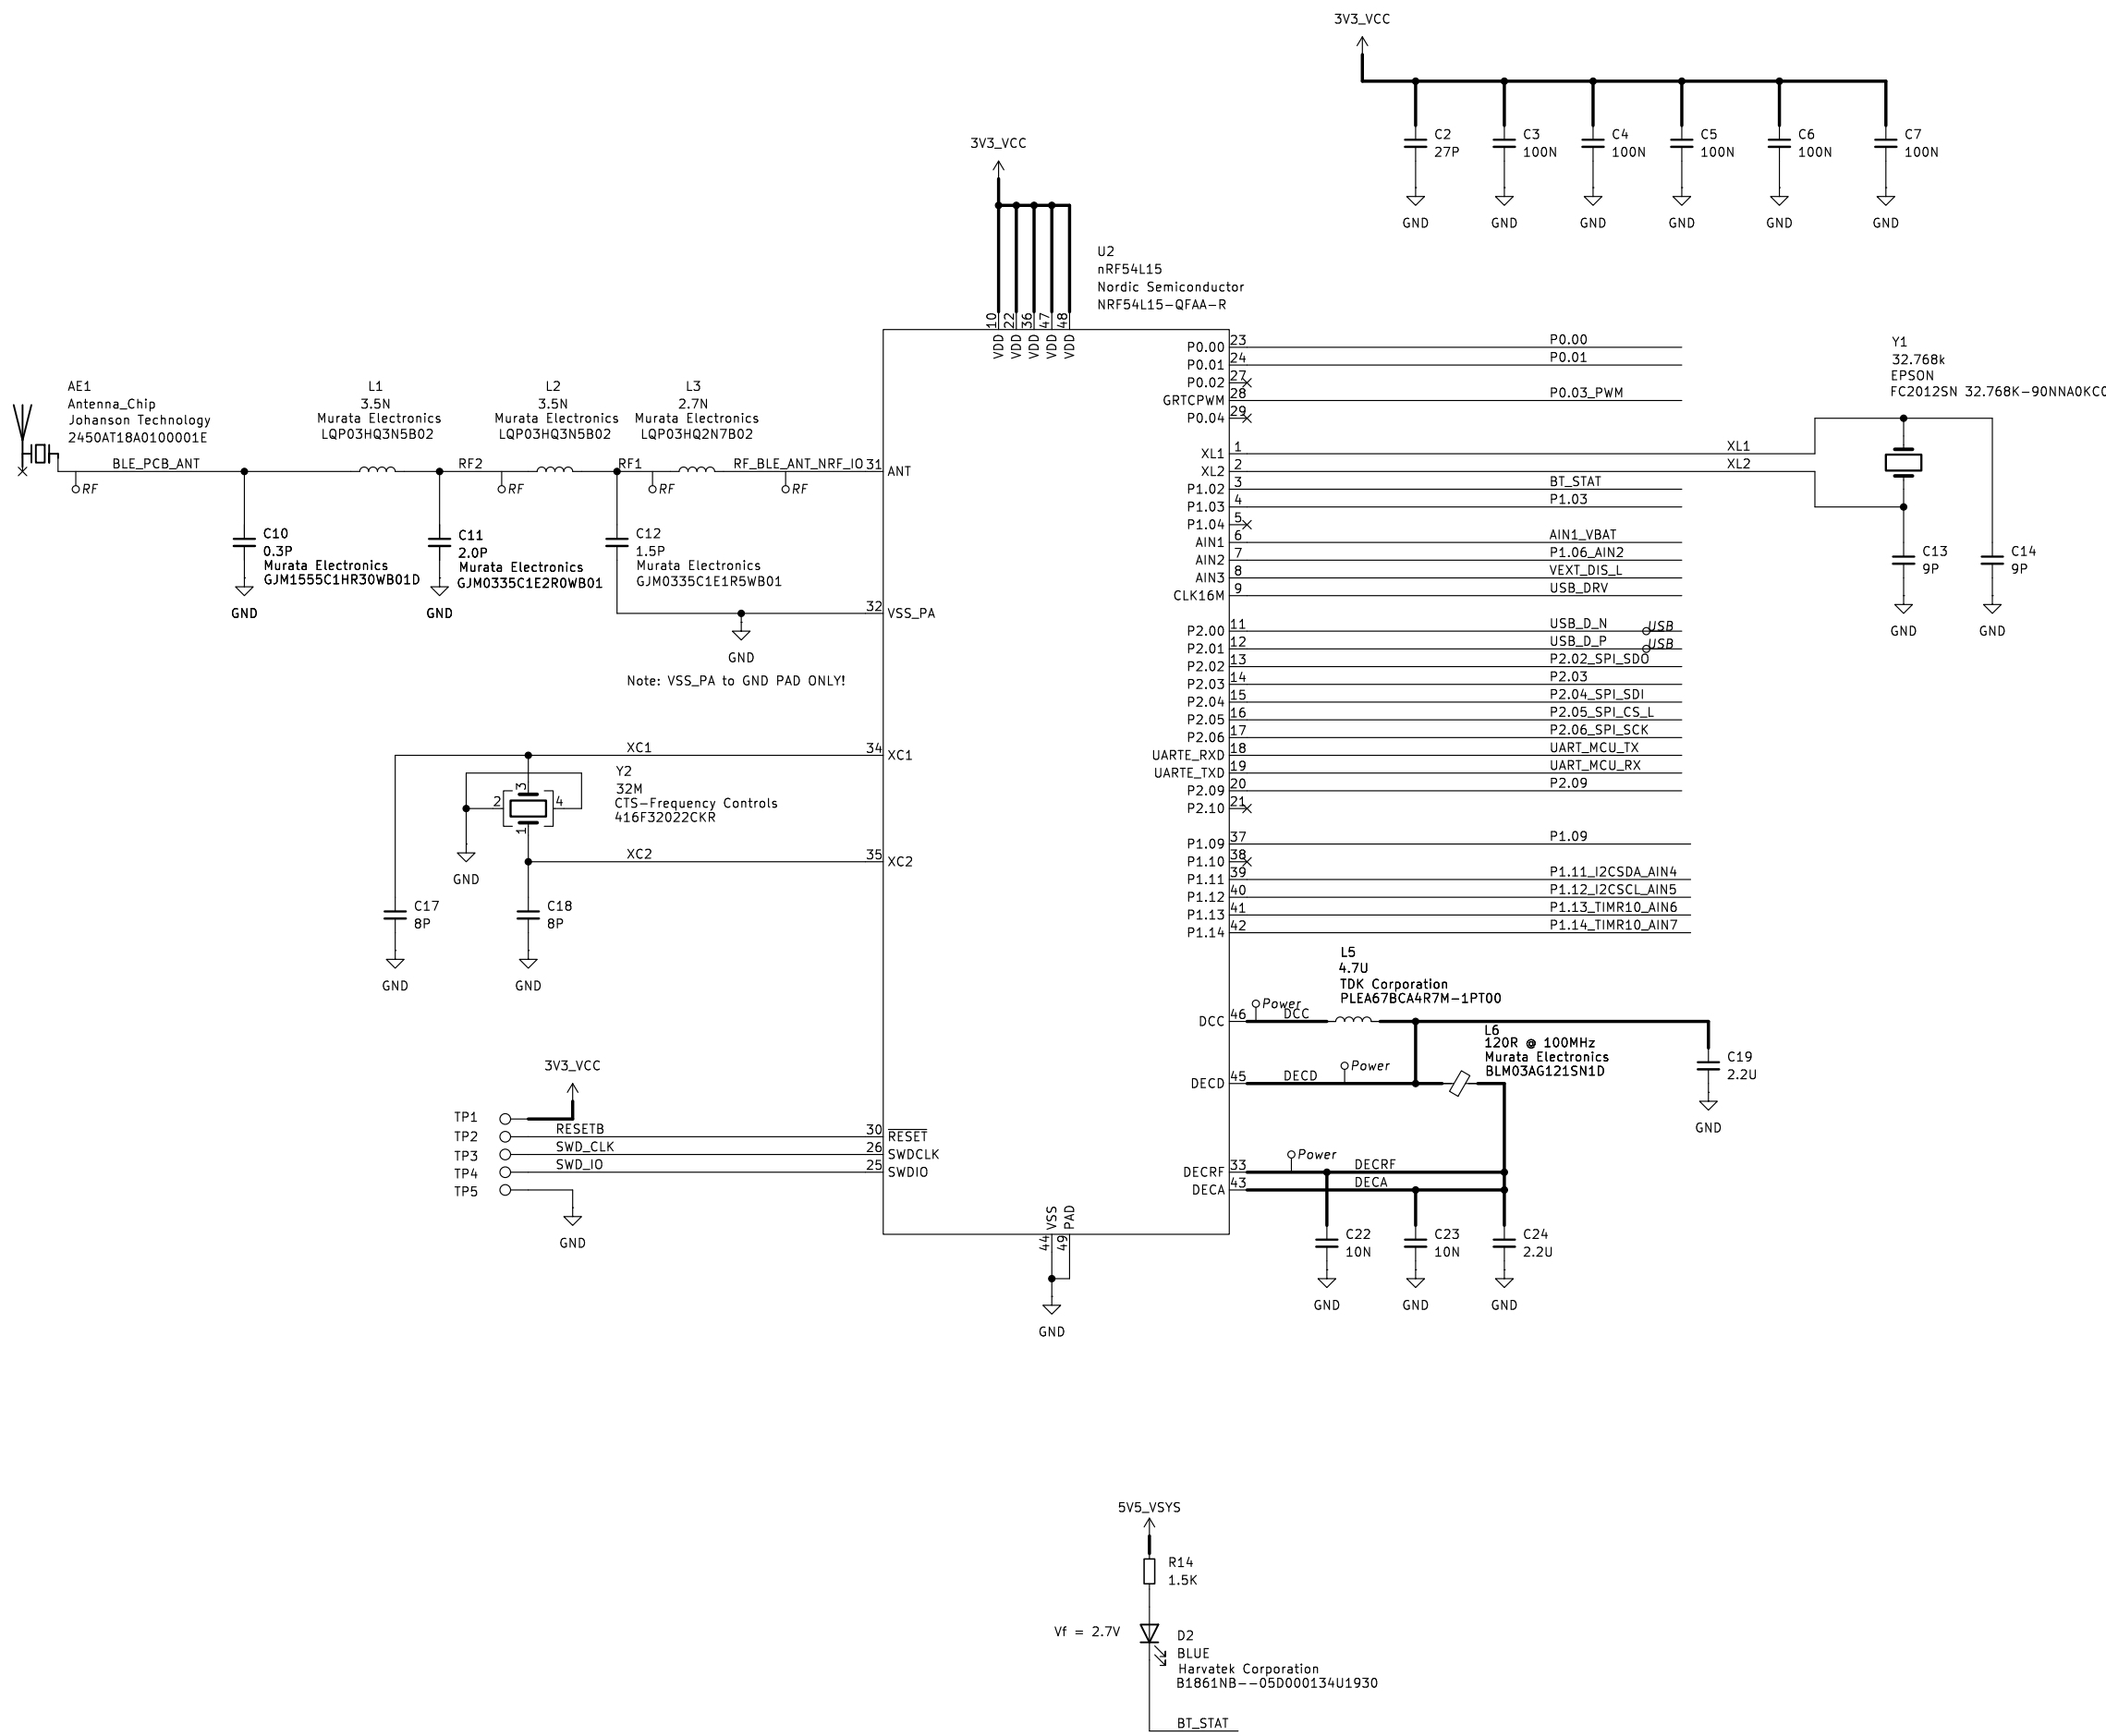 3V3_VCC
C2
27P
C3
100N
C4
100N
C5
100N
C6
100N
C7
100N
GND
GND
GND
GND
GND
GND
3V3_VCC
U2
nRF54L15
Nordic Semiconductor
NRF54L15-QFAA-R
10
22
36
47
48
VDD
VDD
VDD
VDD
VDD
AE1
Antenna_Chip
Johanson Technology
2450AT18A0100001E
BLE_PCB_ANT
RF
L1
3.5N
Murata Electronics
LQP03HQ3N5B02
RF2
RF
L2
3.5N
Murata Electronics
LQP03HQ3N5B02
RF1
RF
L3
2.7N
Murata Electronics
LQP03HQ2N7B02
RF_BLE_ANT_NRF_IO
RF
31
ANT
C10
0.3P
Murata Electronics
GJM1555C1HR30WB01D
GND
C11
2.0P
Murata Electronics
GJM0335C1E2R0WB01
GND
C12
1.5P
Murata Electronics
GJM0335C1E1R5WB01
32
VSS_PA
GND
Note: VSS_PA to GND PAD ONLY!
XC1
34
XC1
Y2
32M
CTS-Frequency Controls
416F32022CKR
3
2
4
1
GND
XC2
35
XC2
C17
8P
GND
C18
8P
GND
3V3_VCC
TP1
TP2
RESETB
30
RESET
TP3
SWD_CLK
26
SWDCLK
TP4
SWD_IO
25
SWDIO
TP5
GND
VSS
PAD
44
49
GND
P0.00
23
P0.00
P0.01
24
P0.01
P0.02
27
GRTCPWM
28
P0.03_PWM
P0.04
29
XL1
1
XL1
XL2
2
XL2
P1.02
3
BT_STAT
P1.03
4
P1.03
P1.04
5
AIN1
6
AIN1_VBAT
AIN2
7
P1.06_AIN2
AIN3
8
VEXT_DIS_L
CLK16M
9
USB_DRV
P2.00
11
USB_D_N
USB
P2.01
12
USB_D_P
USB
P2.02
13
P2.02_SPI_SDO
P2.03
14
P2.03
P2.04
15
P2.04_SPI_SDI
P2.05
16
P2.05_SPI_CS_L
P2.06
17
P2.06_SPI_SCK
UARTE_RXD
18
UART_MCU_TX
UARTE_TXD
19
UART_MCU_RX
P2.09
20
P2.09
P2.10
21
P1.09
37
P1.09
P1.10
38
P1.11
39
P1.11_I2CSDA_AIN4
P1.12
40
P1.12_I2CSCL_AIN5
P1.13
41
P1.13_TIMR10_AIN6
P1.14
42
P1.14_TIMR10_AIN7
Y1
32.768k
EPSON
FC2012SN 32.768K-90NNA0KC0
C13
9P
GND
C14
9P
GND
L5
4.7U
TDK Corporation
PLEA67BCA4R7M-1PT00
DCC
46
Power
DCC
L6
120R @ 100MHz
Murata Electronics
BLM03AG121SN1D
C19
2.2U
GND
DECD
45
DECD
Power
DECRF
33
Power
DECRF
DECA
43
DECA
C22
10N
GND
C23
10N
GND
C24
2.2U
GND
5V5_VSYS
R14
1.5K
Vf = 2.7V
D2
BLUE
Harvatek Corporation
B1861NB--05D000134U1930
BT_STAT